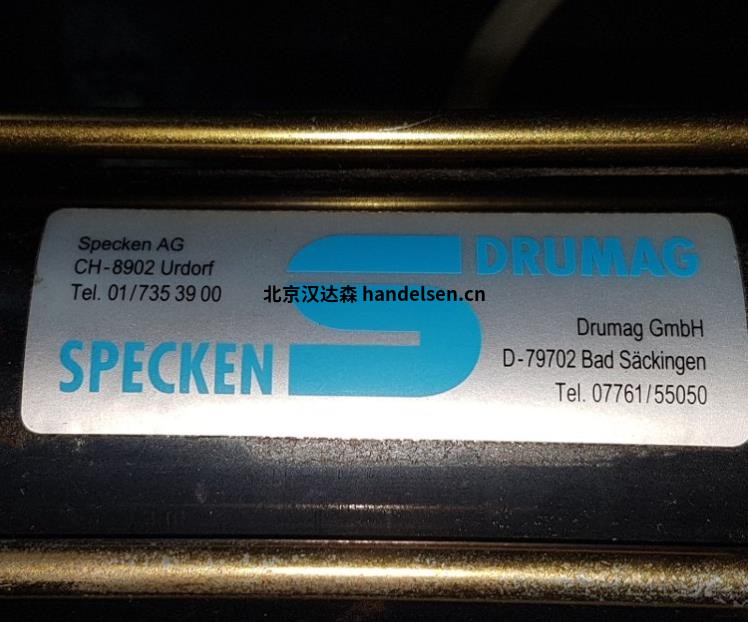 Specken AG
CH-8902 Urdorf
Tel. 01/735 39 00
SPECKEN
S
DRUMAG
Drumag GmbH
D-79702 Bad Säckingen
Tel. 07761/55050
北京汉达森 handelsen.cn